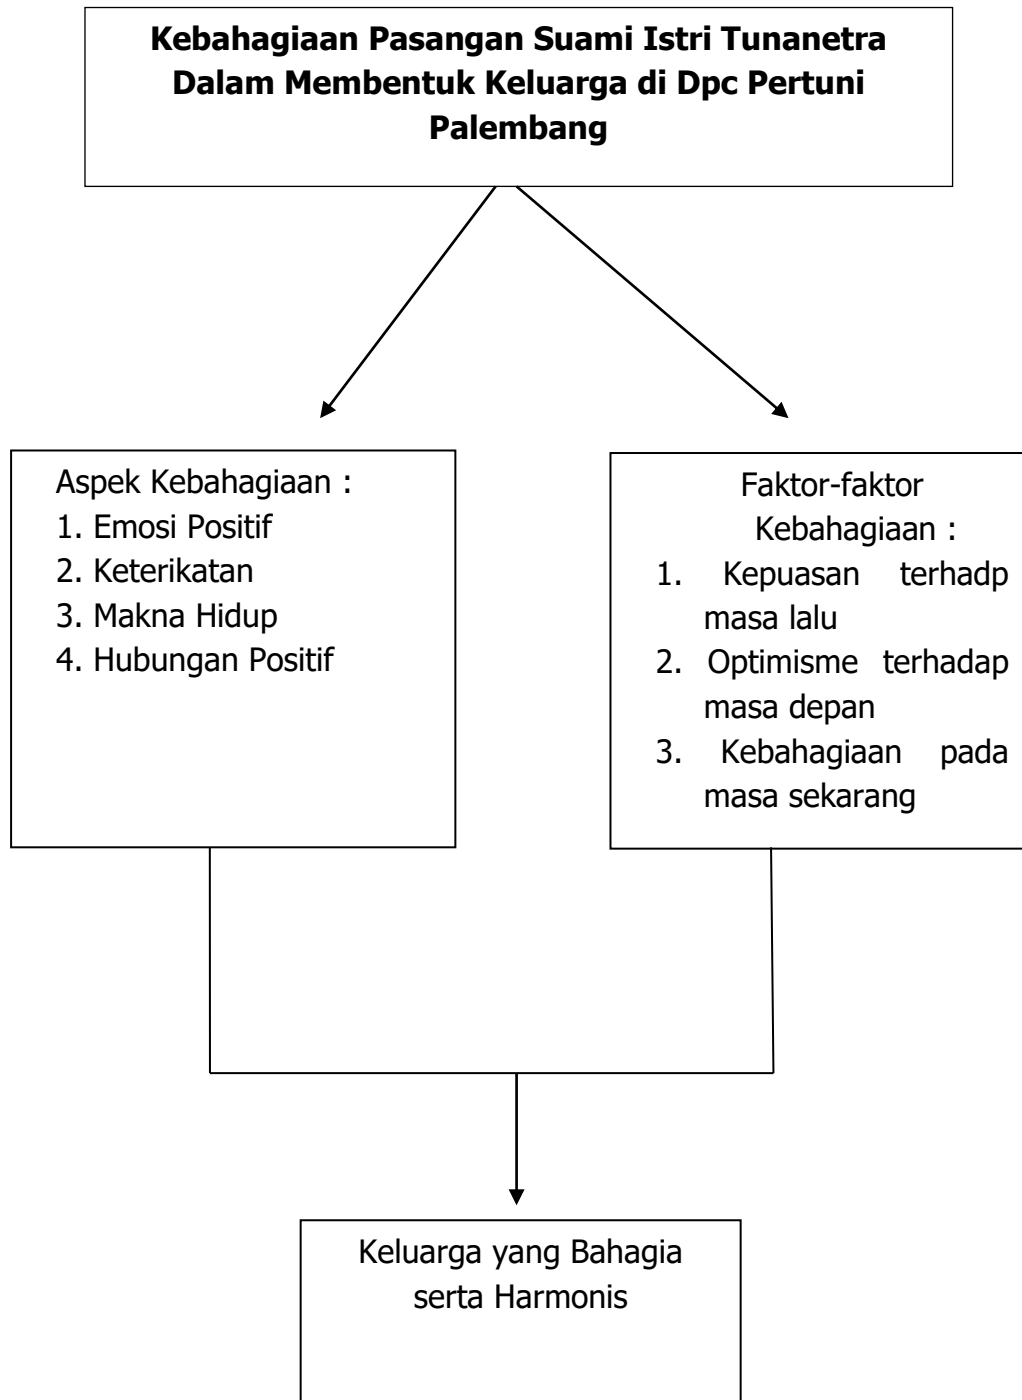 Kebahagiaan Pasangan Suami Istri Tunanetra
Dalam Membentuk Keluarga di Dpc Pertuni
Palembang
Aspek Kebahagiaan :
1. Emosi Positif
2. Keterikatan
3. Makna Hidup
4. Hubungan Positif
Faktor-faktor
Kebahagiaan :
1. Kepuasan terhadp
masa lalu
2. Optimisme terhadap
masa depan
3. Kebahagiaan pada
masa sekarang
Keluarga yang Bahagia
serta Harmonis